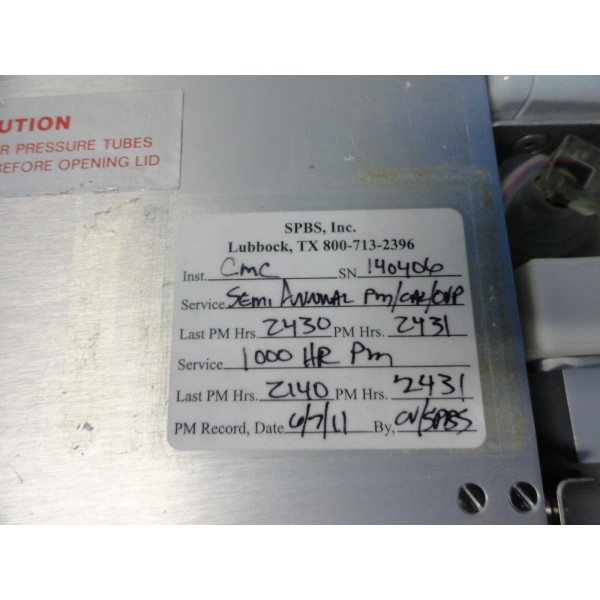 UTION
R PRESSURE TUBES
BEFORE OPENING LID
SPBS, Inc.
Lubbock, TX 800-713-2396
Inst. CMC SN 140406
Service SEMI ANNUAL PM/CAL/OVP
Last PM Hrs. 2430 PM Hrs. 2431
Service 1000 HR PM
Last PM Hrs. 2140 PM Hrs. 2431
PM Record, Date 6/7/11 By, CV/SPBS